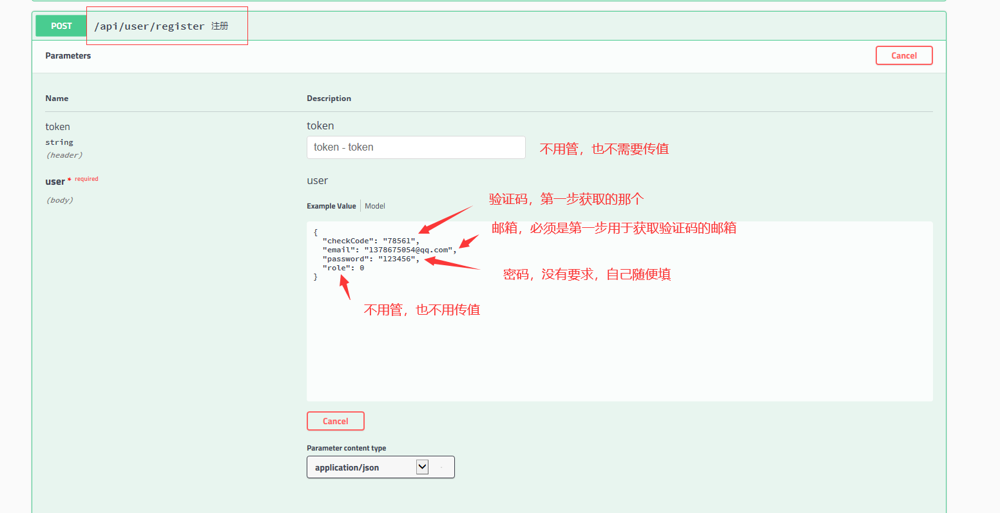 POST /api/user/register 注册
Parameters
Cancel
Name Description
token
string
(header)
token
token - token
不用管，也不需要传值
user * required
(body)
user
Example Value Model
验证码，第一步获取的那个
邮箱，必须是第一步用于获取验证码的邮箱
{
"checkCode": "78561",
"email": "1378675054@qq.com",
"password": "123456",
"role": 0
}
密码，没有要求，自己随便填
不用管，也不用传值
Cancel
Parameter content type
application/json